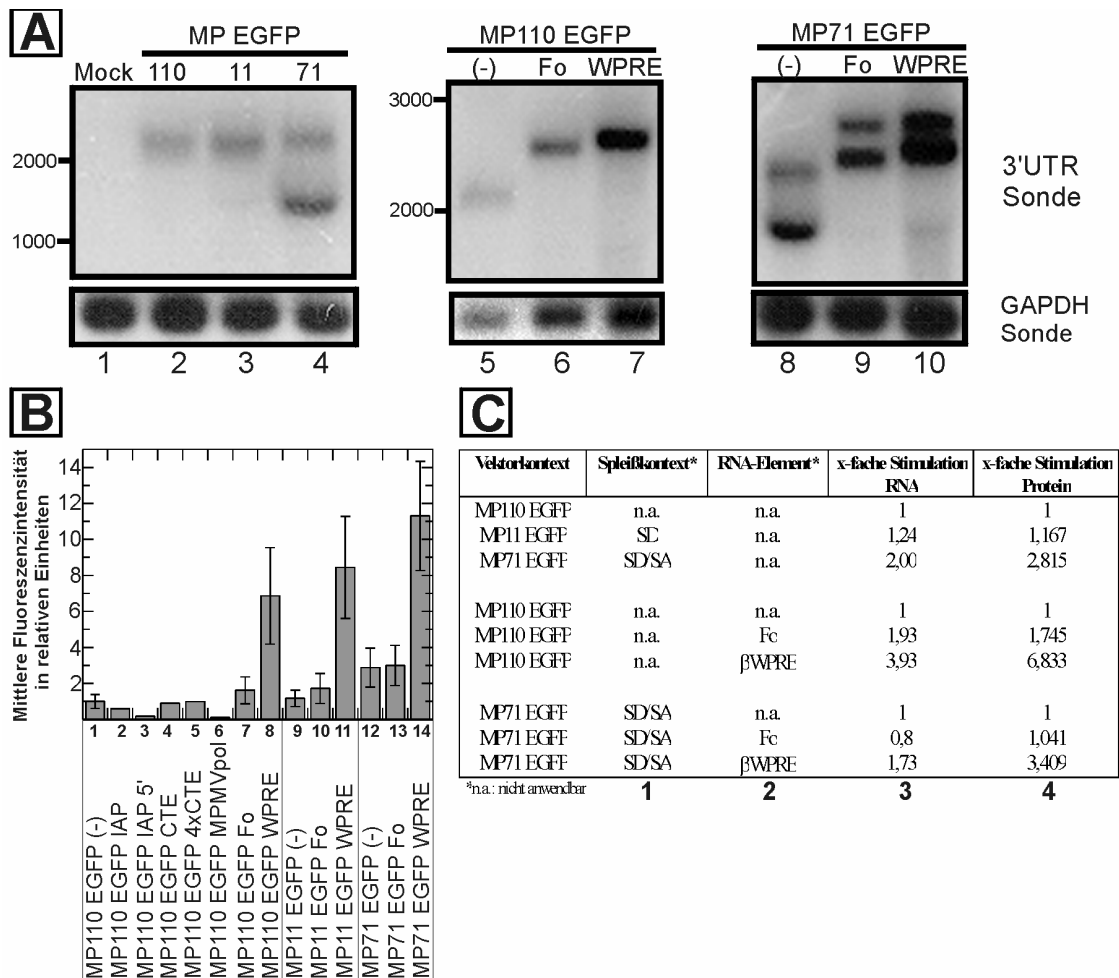 A
MP EGFP
Mock 110 11 71
2000
1000
1 2 3 4
MP110 EGFP
(-) Fo WPRE
3000
2000
5 6 7
MP71 EGFP
(-) Fo WPRE
8 9 10
3'UTR
Sonde
GAPDH
Sonde
B
Mittlere Fluoreszenzintensität
in relativen Einheiten
14
12
10
8
6
4
2
1 2 3 4 5 6 7 8 9 10 11 12 13 14
MP110 EGFP (-)
MP110 EGFP IAP
MP110 EGFP IAP 5'
MP110 EGFP CTE
MP110 EGFP 4xCTE
MP110 EGFP MPMVpol
MP110 EGFP Fo
MP110 EGFP WPRE
MP11 EGFP (-)
MP11 EGFP Fo
MP11 EGFP WPRE
MP71 EGFP (-)
MP71 EGFP Fo
MP71 EGFP WPRE
C
Vektorkontext Spleißkontext* RNA-Element* x-fache Stimulation RNA x-fache Stimulation Protein
MP110 EGFP n.a. n.a. 1 1
MP11 EGFP SD n.a. 1,24 1,167
MP71 EGFP SD/SA n.a. 2,00 2,815
MP110 EGFP n.a. n.a. 1 1
MP110 EGFP n.a. Fo 1,93 1,745
MP110 EGFP n.a. βWPRE 3,93 6,833
MP71 EGFP SD/SA n.a. 1 1
MP71 EGFP SD/SA Fo 0,8 1,041
MP71 EGFP SD/SA βWPRE 1,73 3,409
*n.a.: nicht anwendbar 1 2 3 4